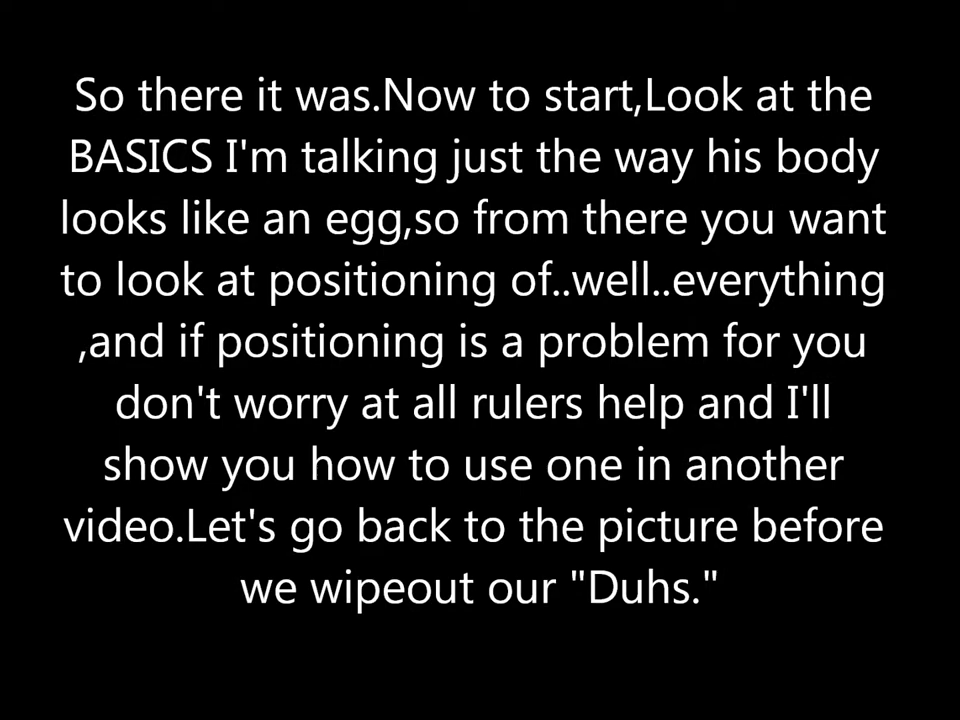 So there it was.Now to start,Look at the
BASICS I'm talking just the way his body
looks like an egg,so from there you want
to look at positioning of..well..everything
,and if positioning is a problem for you
don't worry at all rulers help and I'll
show you how to use one in another
video.Let's go back to the picture before
we wipeout our "Duhs."